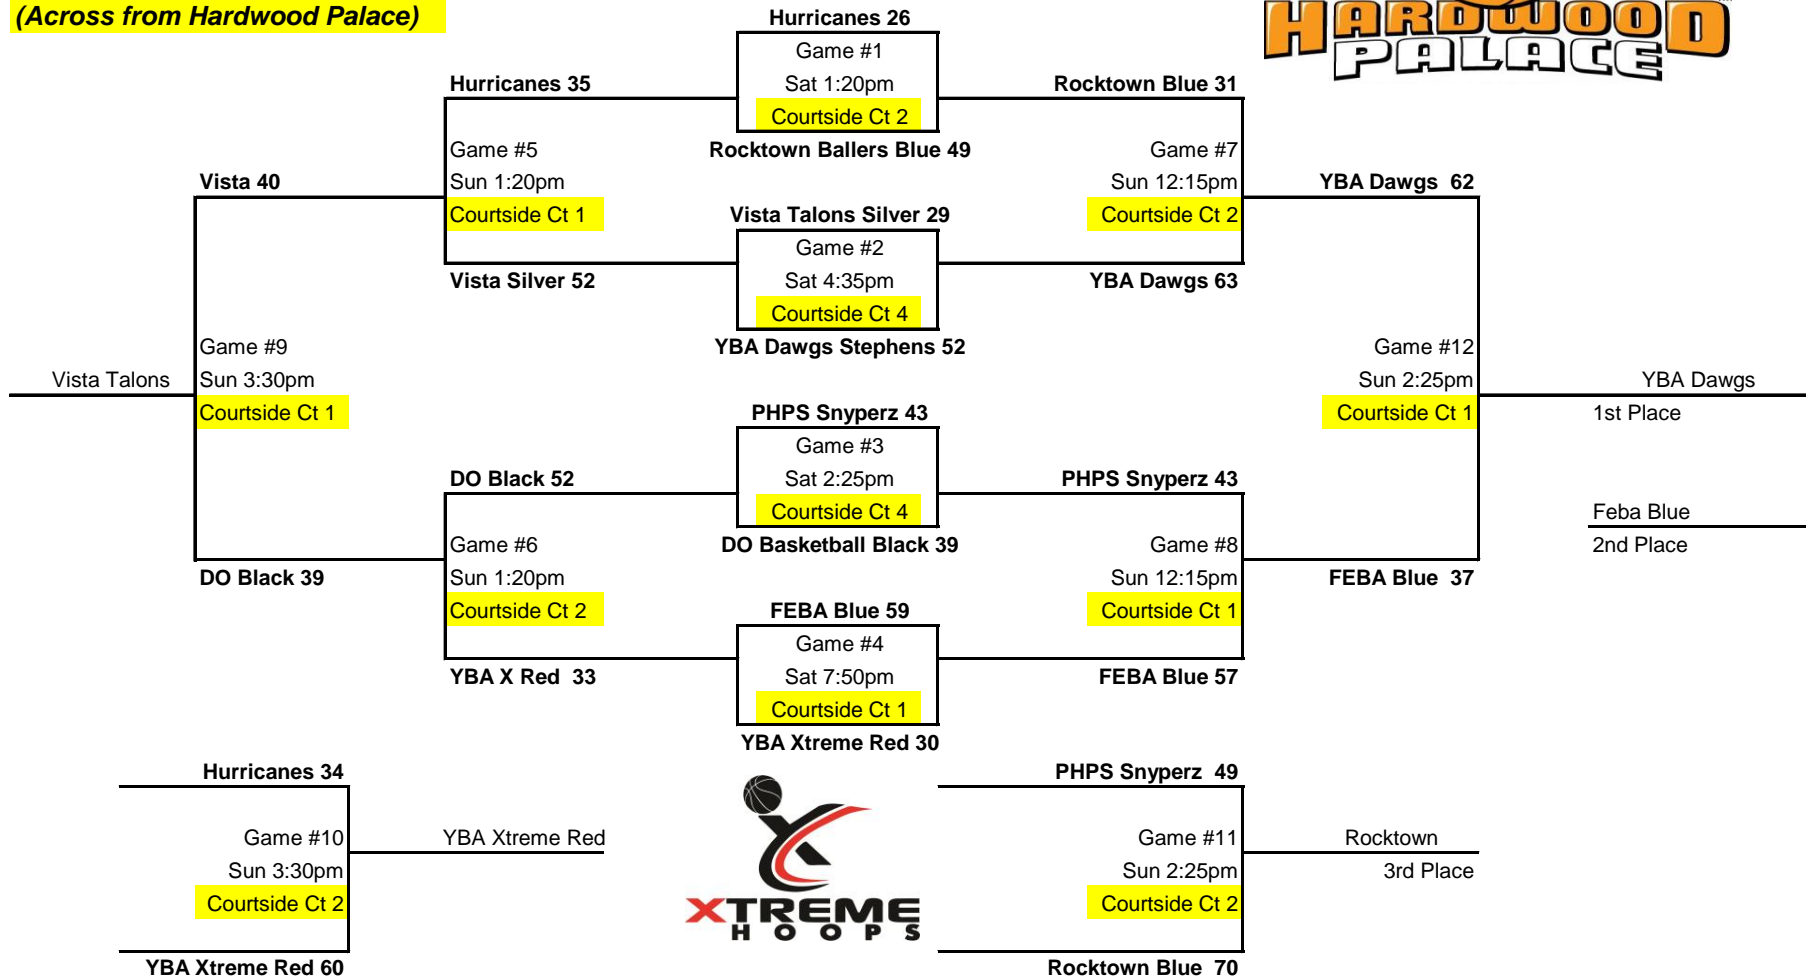 (Across from Hardwood Palace)
HARDWOOD
PALACE
Hurricanes 26
Game #1
Sat 1:20pm
Courtside Ct 2
Rocktown Ballers Blue 49
Hurricanes 35
Game #5
Sun 1:20pm
Courtside Ct 1
Vista Silver 52
Rocktown Blue 31
Game #7
Sun 12:15pm
Courtside Ct 2
YBA Dawgs 63
Vista 40
Game #9
Sun 3:30pm
Courtside Ct 1
DO Black 39
Vista Talons
Vista Talons Silver 29
Game #2
Sat 4:35pm
Courtside Ct 4
YBA Dawgs Stephens 52
YBA Dawgs  62
Game #12
Sun 2:25pm
Courtside Ct 1
FEBA Blue  37
YBA Dawgs
1st Place
Feba Blue
2nd Place
PHPS Snyperz 43
Game #3
Sat 2:25pm
Courtside Ct 4
DO Basketball Black 39
DO Black 52
Game #6
Sun 1:20pm
Courtside Ct 2
YBA X Red  33
PHPS Snyperz 43
Game #8
Sun 12:15pm
Courtside Ct 1
FEBA Blue 57
FEBA Blue 59
Game #4
Sat 7:50pm
Courtside Ct 1
YBA Xtreme Red 30
Hurricanes 34
Game #10
Sun 3:30pm
Courtside Ct 2
YBA Xtreme Red 60
YBA Xtreme Red
XTREME
HOOPS
PHPS Snyperz  49
Game #11
Sun 2:25pm
Courtside Ct 2
Rocktown Blue  70
Rocktown
3rd Place